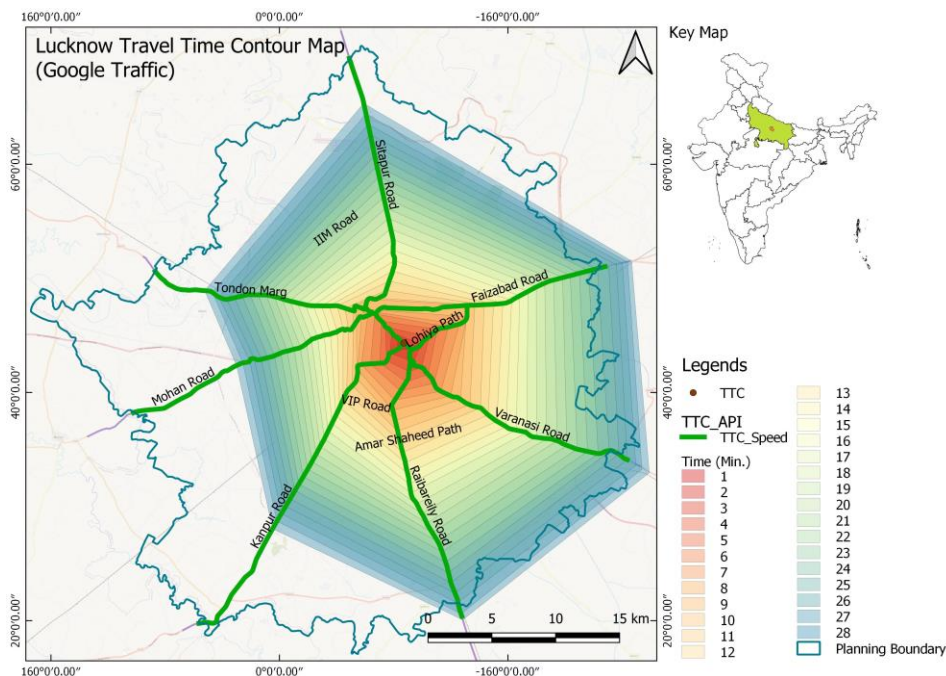 160°0'0.00"
0°0'0.00"
-160°0'0.00"
Lucknow Travel Time Contour Map
(Google Traffic)
Key Map
60°0'0.00"
60°0'0.00"
Sitapur Road
IIM Road
Tondon Marg
Faizabad Road
Lohiya Path
Mohan Road
VIP Road
Varanasi Road
Amar Shaheed Path
Kanpur Road
Raibareily Road
40°0'0.00"
40°0'0.00"
20°0'0.00"
20°0'0.00"
0
5
10
15 km
160°0'0.00"
0°0'0.00"
-160°0'0.00"
Legends
TTC
TTC_API
TTC_Speed
Time (Min.)
1
2
3
4
5
6
7
8
9
10
11
12
13
14
15
16
17
18
19
20
21
22
23
24
25
26
27
28
Planning Boundary